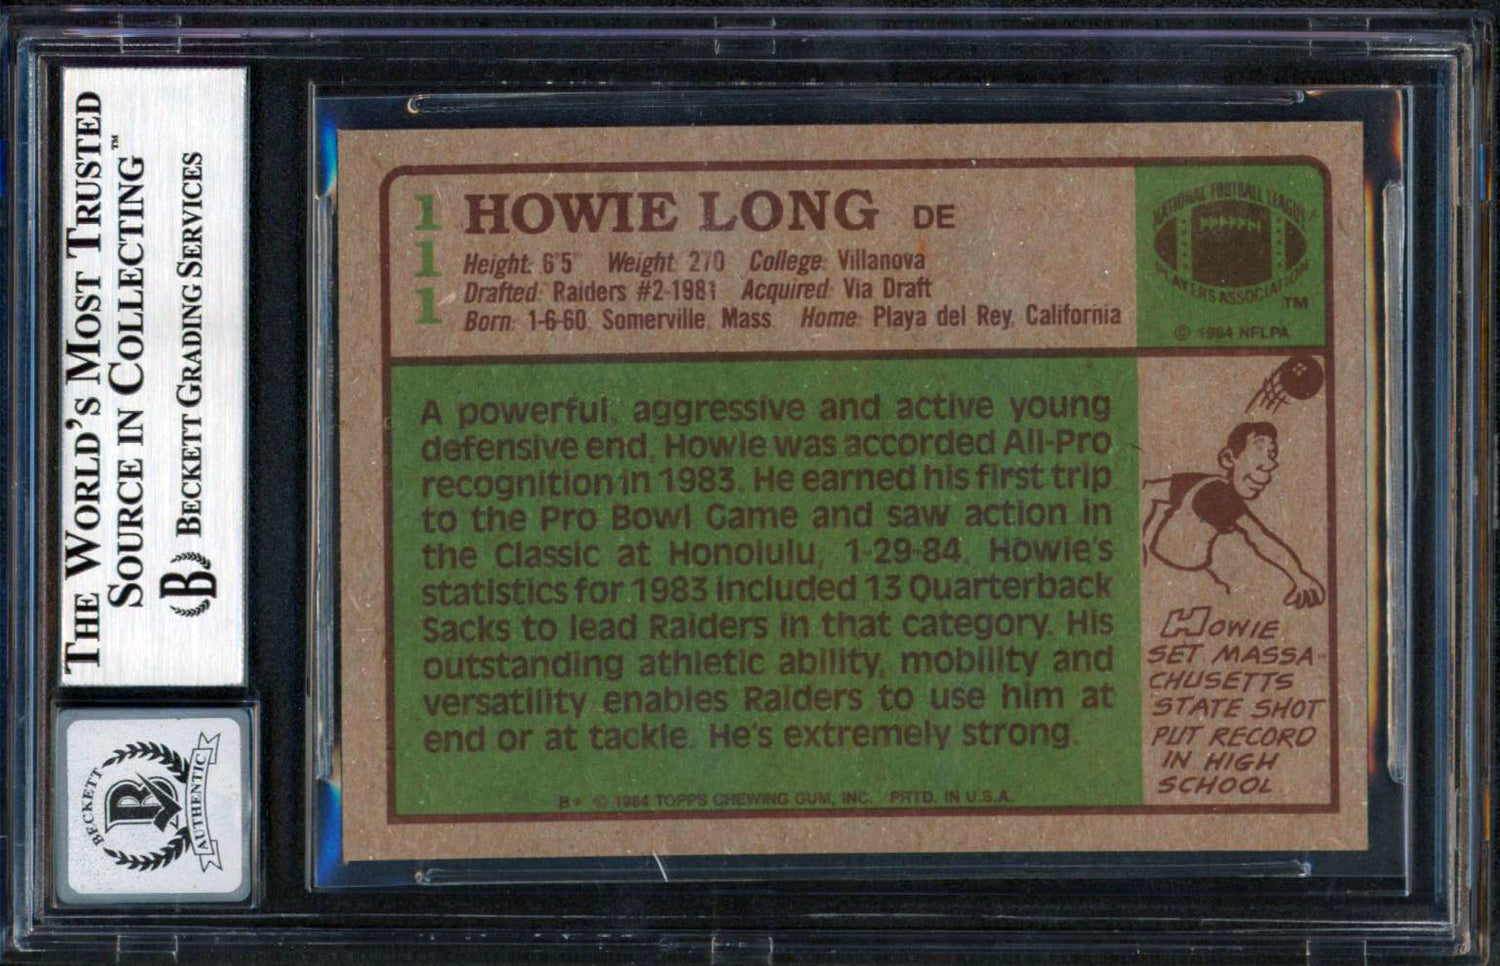 THE WORLD'S MOST TRUSTED
SOURCE IN COLLECTING™
BECKETT GRADING SERVICES
B
BECKETT
B
AUTHENTIC
111
HOWIE LONG DE
Height: 6'5" Weight: 270 College: Villanova
Drafted: Raiders #2-1981 Acquired: Via Draft
Born: 1-6-60, Somerville, Mass. Home: Playa del Rey, California
NATIONAL FOOTBALL LEAGUE
PLAYERS ASSOCIATION
TM
© 1984 NFLPA
A powerful, aggressive and active young
defensive end, Howie was accorded All-Pro
recognition in 1983. He earned his first trip
to the Pro Bowl Game and saw action in
the Classic at Honolulu, 1-29-84. Howie's
statistics for 1983 included 13 Quarterback
Sacks to lead Raiders in that category. His
outstanding athletic ability, mobility and
versatility enables Raiders to use him at
end or at tackle. He's extremely strong.
B* © 1984 TOPPS CHEWING GUM, INC. PRTD. IN U.S.A.
HOWIE
SET MASSA-
CHUSETTS
STATE SHOT
PUT RECORD
IN HIGH
SCHOOL.